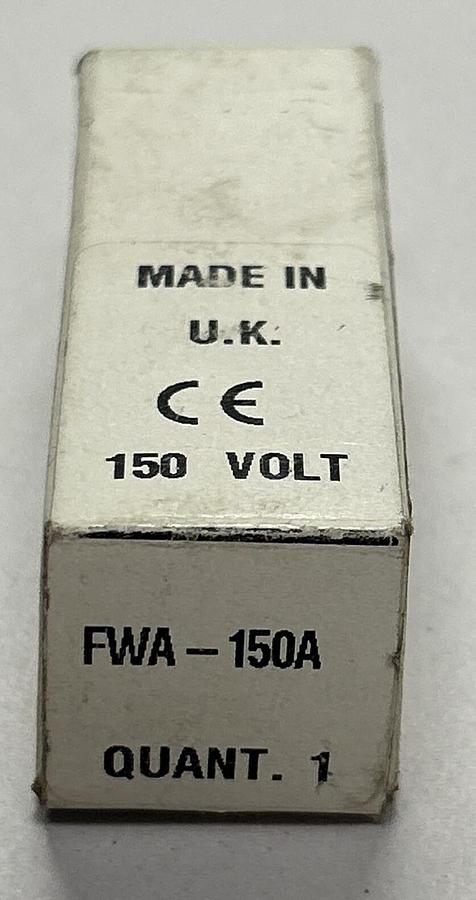 MADE IN
U.K.
CE
150 VOLT
FWA-150A
QUANT. 1